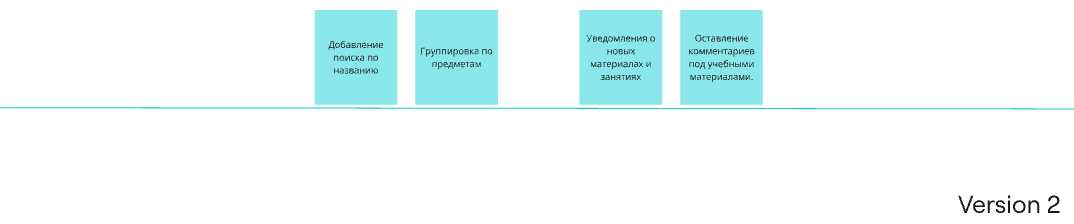 Добавление
поиска по
названию
Группировка по
предметам
Уведомления о
новых
материалах и
занятиях
Оставление
комментариев
под учебными
материалами.
Version 2